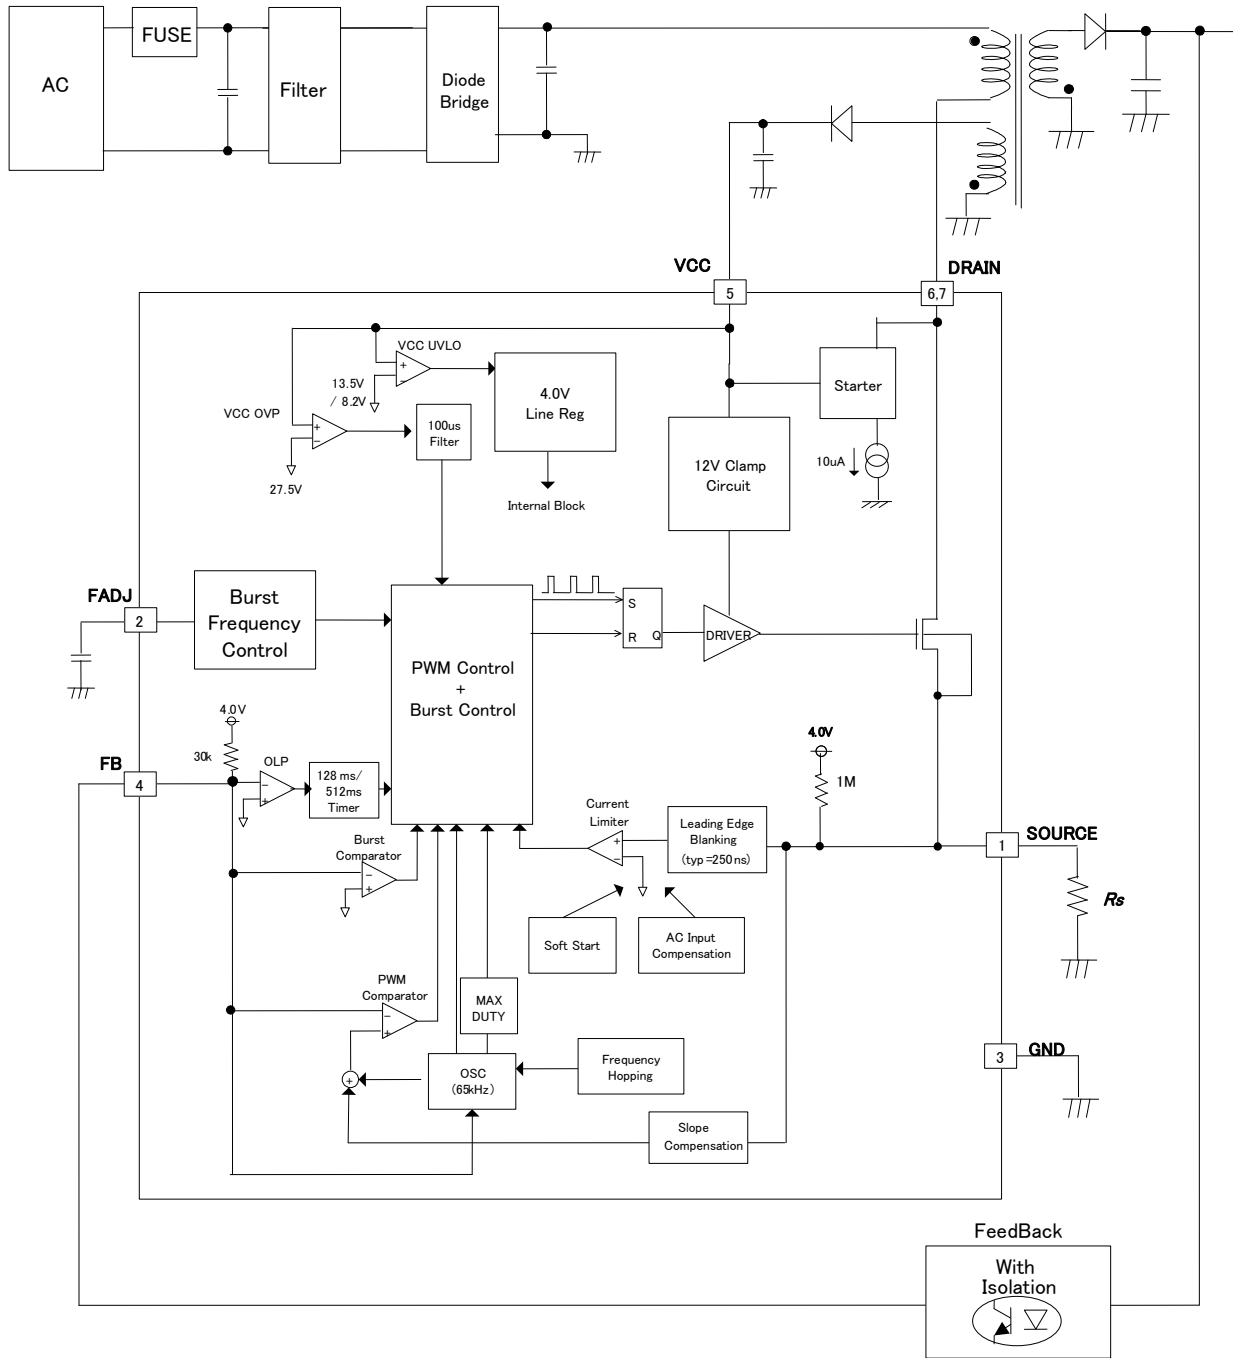 AC
FUSE
Filter
Diode
Bridge
VCC
DRAIN
5
6,7
VCC UVLO
13.5V
/ 8.2V
4.0V
Line Reg
Starter
VCC OVP
100us
Filter
27.5V
12V Clamp
Circuit
10uA
Internal Block
FADJ
2
Burst
Frequency
Control
S
R
Q
DRIVER
PWM Control
+
Burst Control
4.0V
30k
FB
4
OLP
128 ms/
512ms
Timer
4.0V
1M
Current
Limiter
Leading Edge
Blanking
(typ=250ns)
SOURCE
1
Rs
Burst
Comparator
Soft Start
AC Input
Compensation
PWM
Comparator
MAX
DUTY
OSC
(65kHz)
Frequency
Hopping
3
GND
Slope
Compensation
FeedBack
With
Isolation